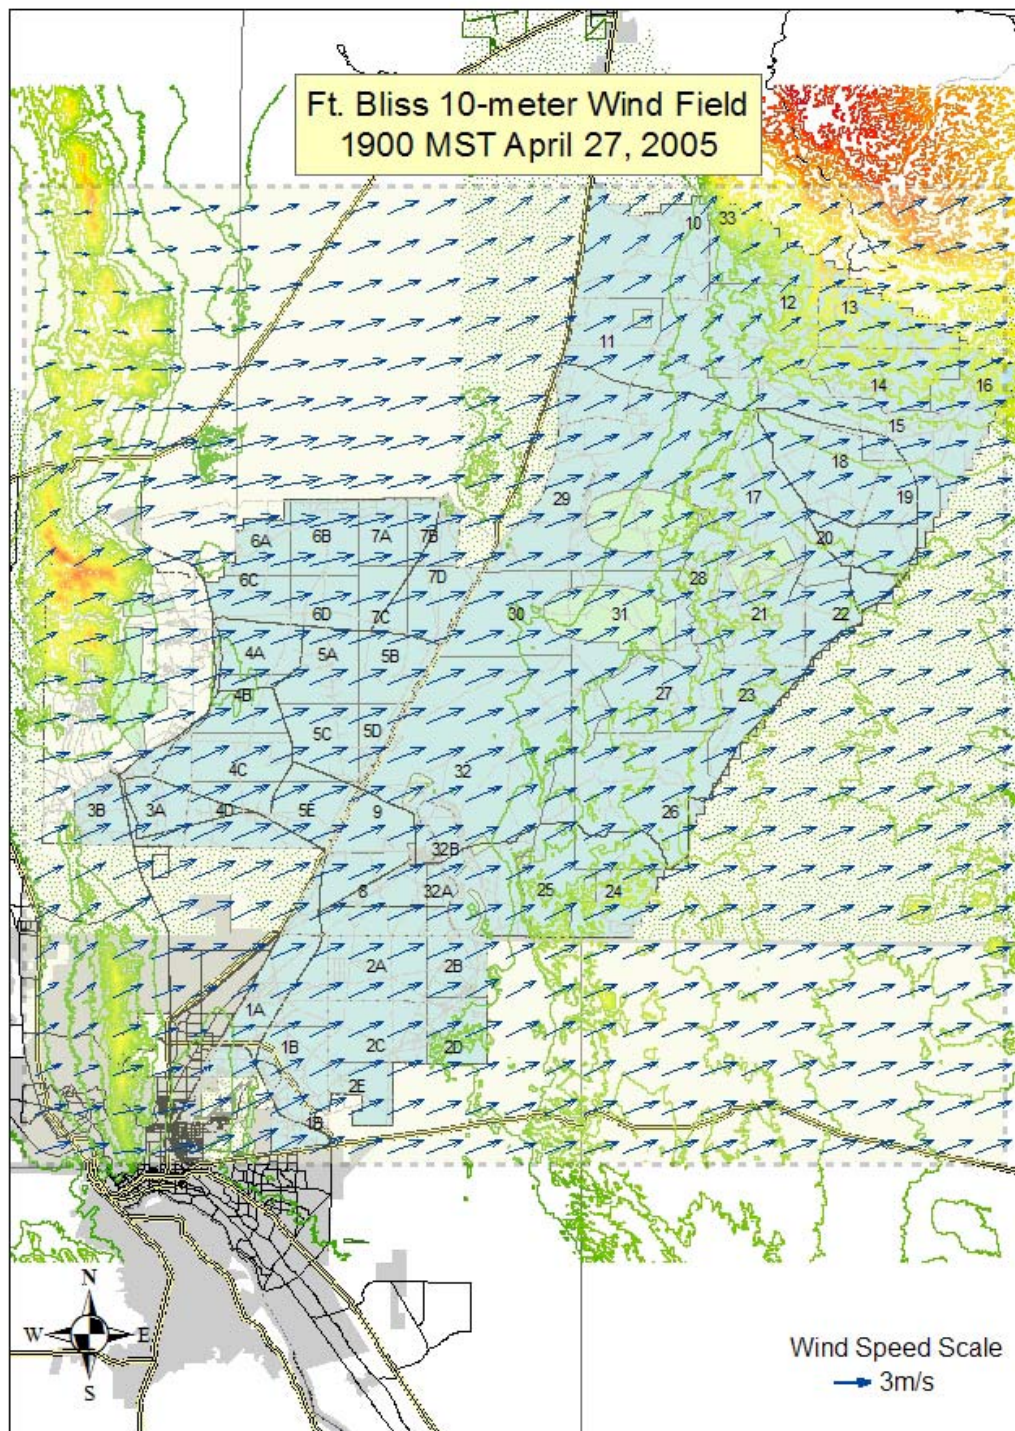 Ft. Bliss 10-meter Wind Field
1900 MST April 27, 2005
10
33
12
13
11
14
16
15
18
17
19
29
6A
6B
7A
7B
20
6C
7D
28
6D
7C
30
31
21
22
4A
5A
5B
4B
27
23
5C
5D
4C
32
3B
3A
4D
5E
9
26
32B
8
32A
25
24
2A
2B
1A
1B
2C
2D
2E
1B
N
W
E
S
Wind Speed Scale
3m/s